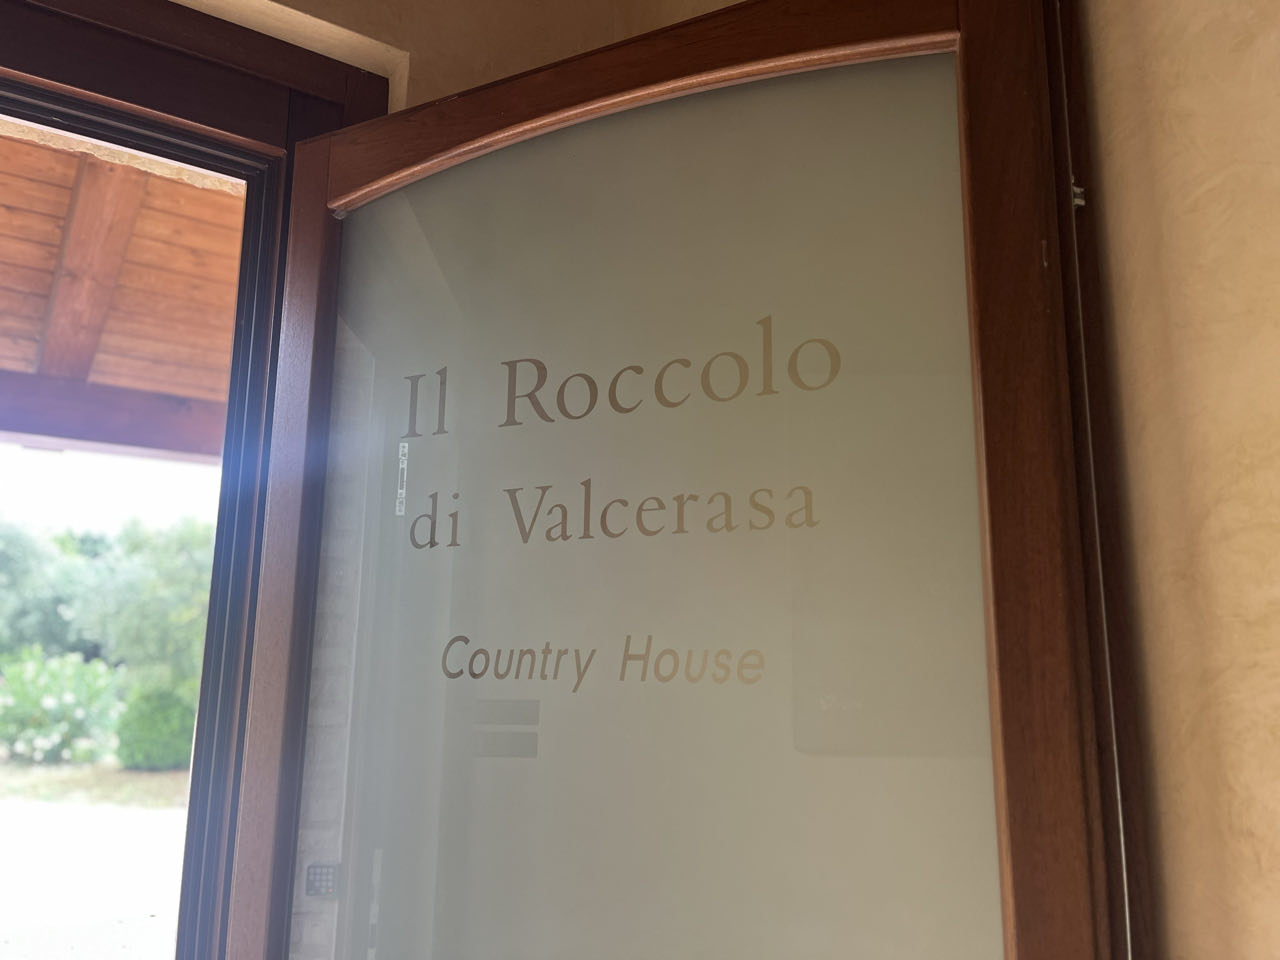 Il Roccolo
di Valcerasa
Country House